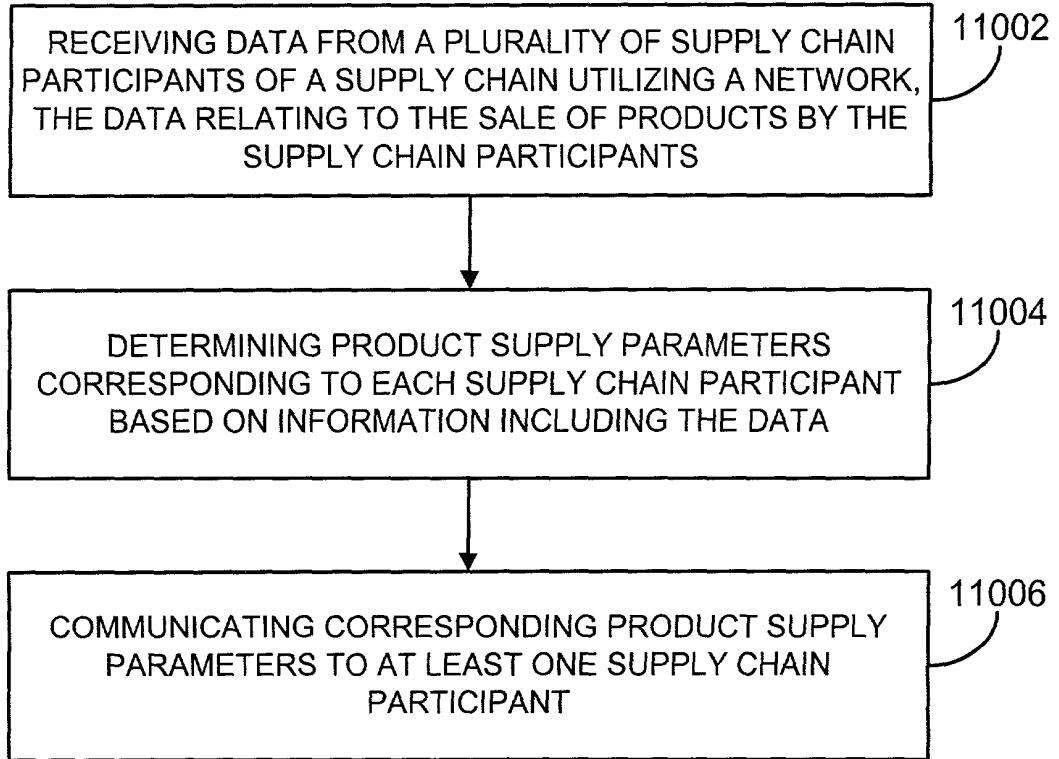 RECEIVING DATA FROM A PLURALITY OF SUPPLY CHAIN
PARTICIPANTS OF A SUPPLY CHAIN UTILIZING A NETWORK,
THE DATA RELATING TO THE SALE OF PRODUCTS BY THE
SUPPLY CHAIN PARTICIPANTS
11002
DETERMINING PRODUCT SUPPLY PARAMETERS
CORRESPONDING TO EACH SUPPLY CHAIN PARTICIPANT
BASED ON INFORMATION INCLUDING THE DATA
11004
COMMUNICATING CORRESPONDING PRODUCT SUPPLY
PARAMETERS TO AT LEAST ONE SUPPLY CHAIN
PARTICIPANT
11006